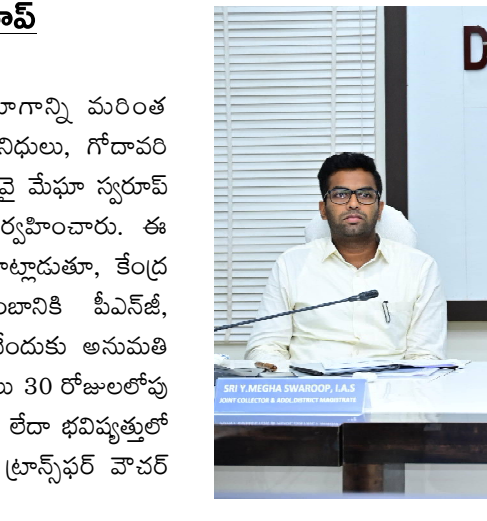 ూప్
గాన్ని మరింత
నిధులు, గోదావరి
వై మేఘా స్వరూప్
ర్వహించారు. ఈ
ట్లాడుతూ, కేంద్ర
ంబానికి పీఎన్‌జీ,
ేందుకు అనుమతి
లు 30 రోజులలోపు
లేదా భవిష్యత్తులో
ట్రాన్స్‌ఫర్ వౌచర్
D
SRI Y.MEGHA SWAROOP, I.A.S
JOINT COLLECTOR & ADDL.DISTRICT MAGISTRATE